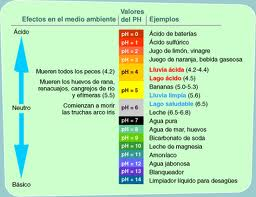 Efectos en el medio ambiente
Valores
del PH
Ejemplos
Ácido
Neutro
Básico
Mueren todos los peces (4.2)
Mueren los huevos de rana,
renacuajos, cangrejos de río
y efímeras (5.5)
Comienzan a morir
las truchas arco iris
pH = 0 Ácido de baterías
pH = 1 Ácido sulfúrico
pH = 2 Jugo de limón, vinagre
pH = 3 Jugo de naranja, bebida gaseosa
pH = 4 Lluvia ácida (4.2-4.4)
Lago ácido (4.5)
pH = 5 Bananas (5.0-5.3)
Lluvia limpia (5.6)
pH = 6 Lago saludable (6.5)
Leche (6.5-6.8)
pH = 7 Agua pura
pH = 8 Agua de mar, huevos
pH = 9 Bicarbonato de soda
pH = 10 Leche de magnesia
pH = 11 Amoníaco
pH = 12 Agua jabonosa
pH = 13 Blanqueador
pH = 14 Limpiador líquido para desagües